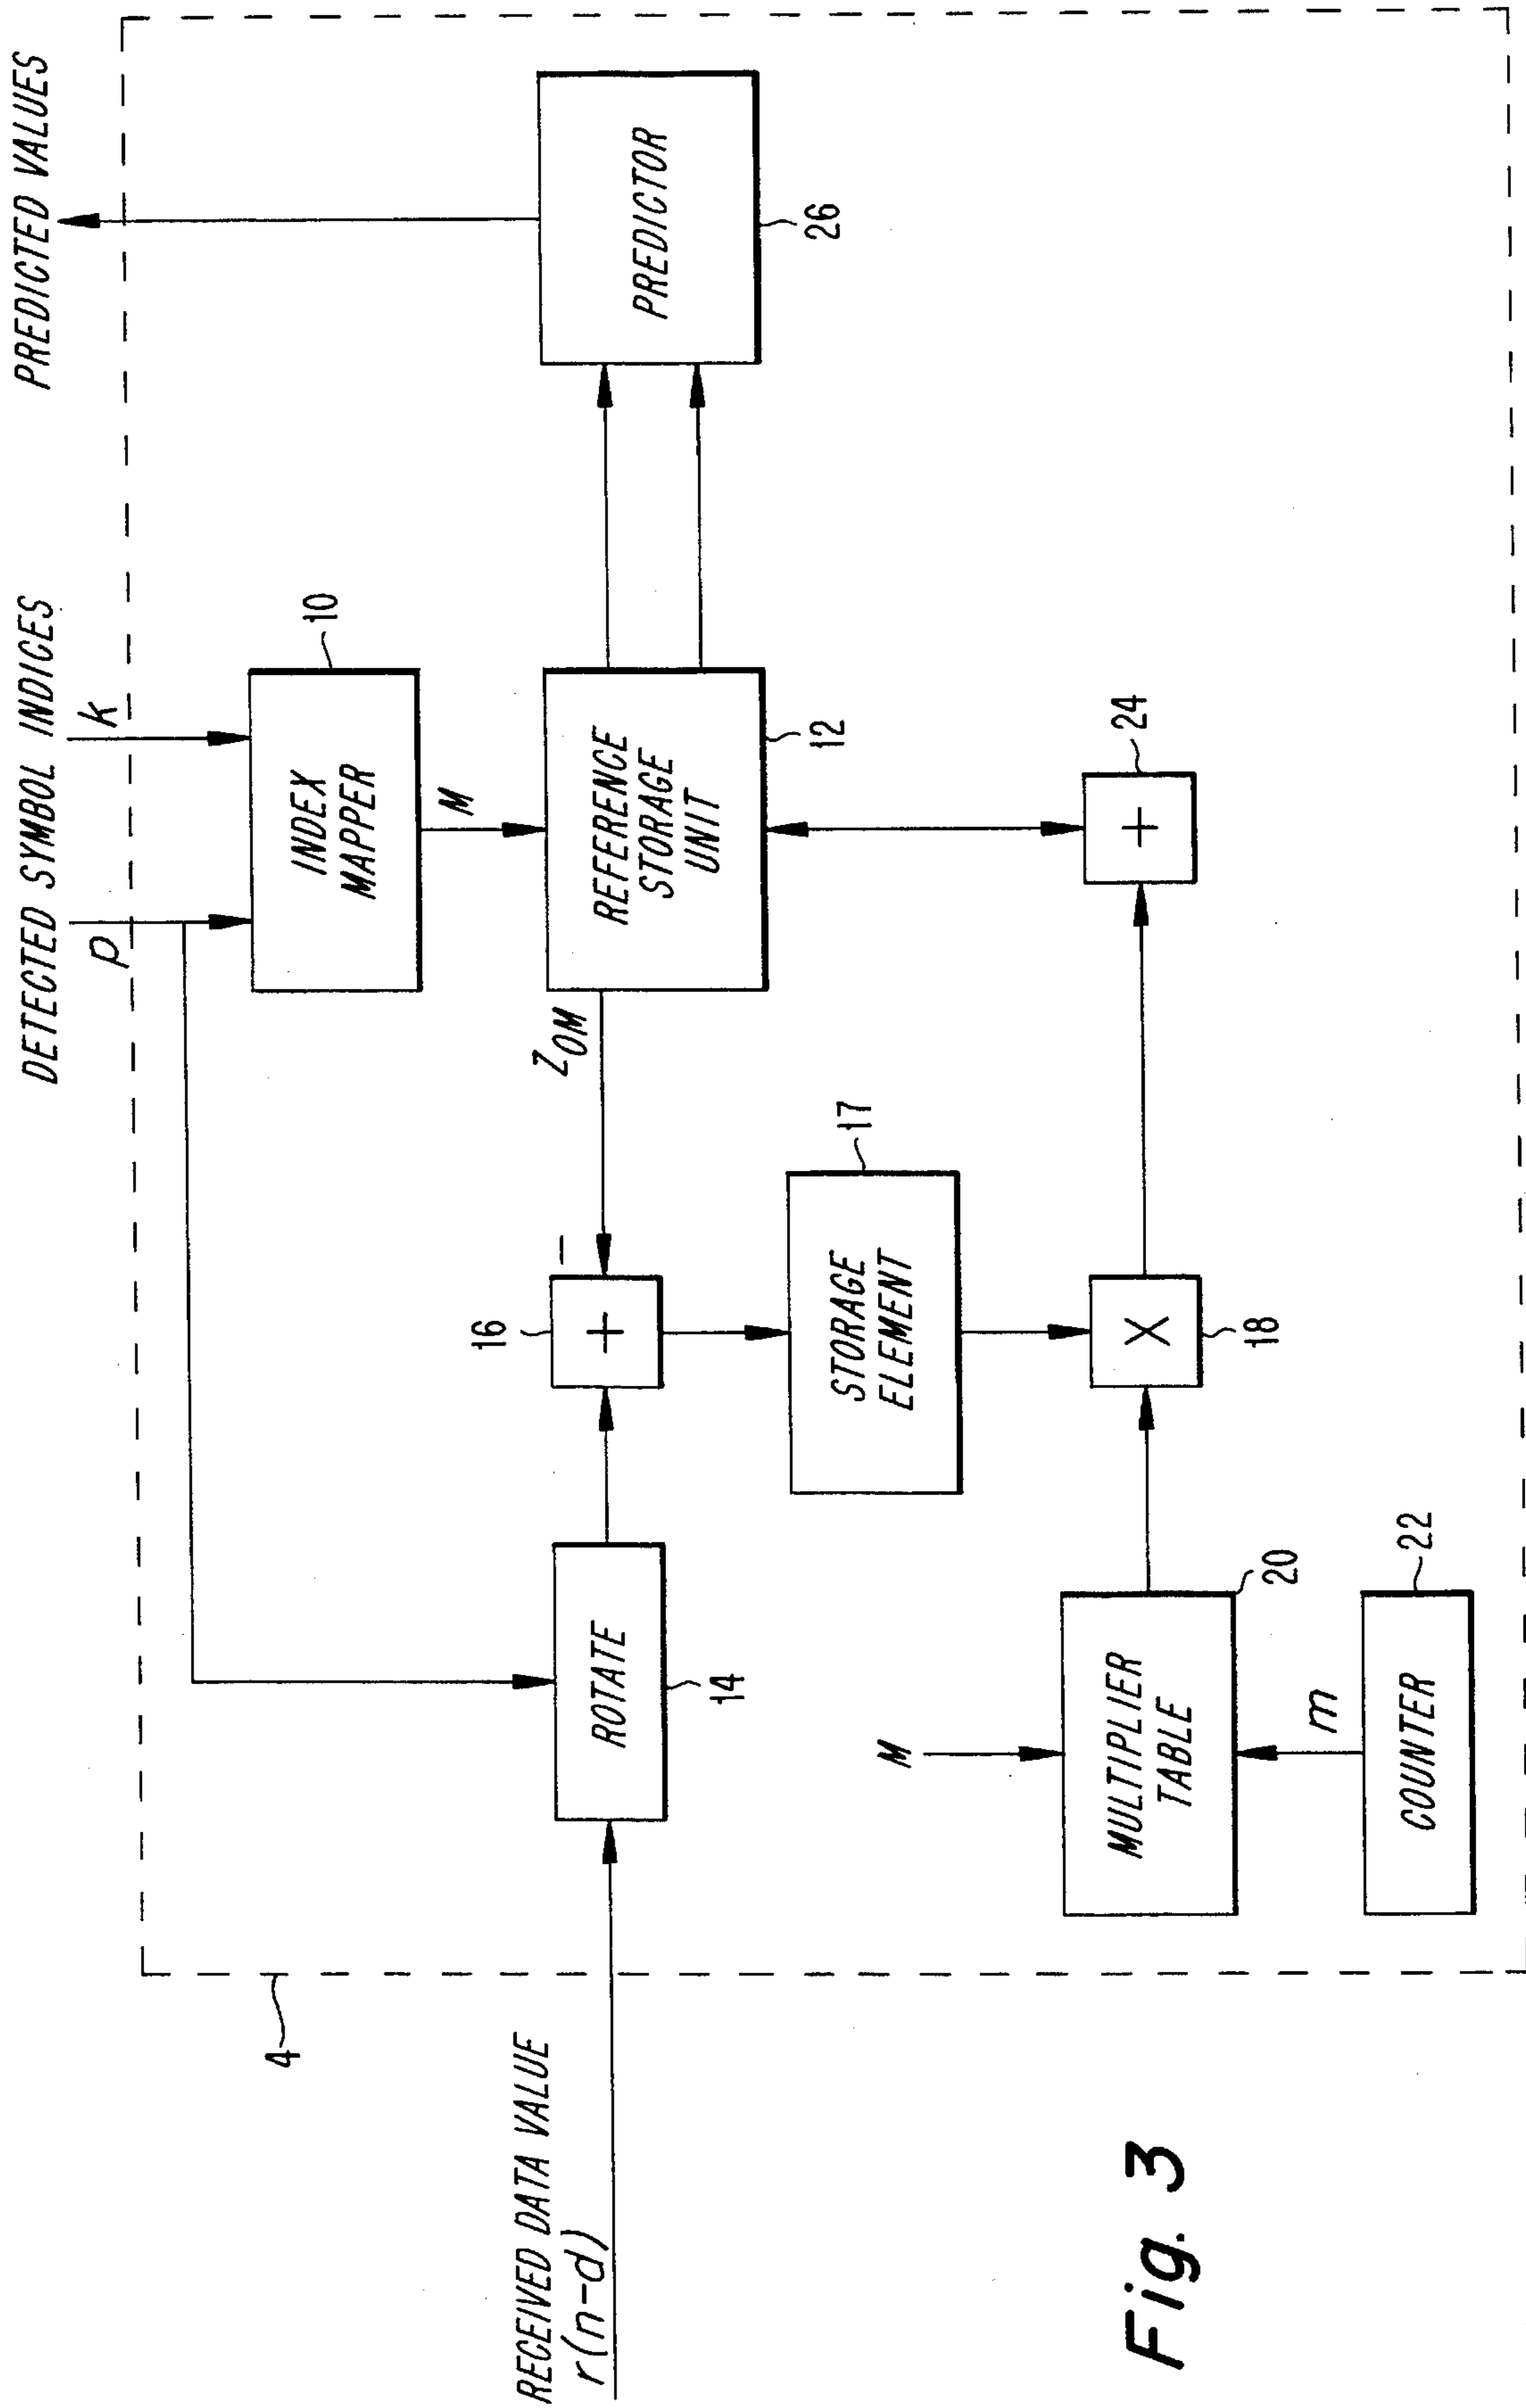 DETECTED SYMBOL INDICES
PREDICTED VALUES
p
k
4
INDEX
MAPPER
10
M
RECEIVED DATA VALUE
r(n-d)
ROTATE
14
16
+
−
Z0M
REFERENCE
STORAGE
UNIT
12
PREDICTOR
26
STORAGE
ELEMENT
17
M
MULTIPLIER
TABLE
20
X
18
+
24
m
COUNTER
22
Fig. 3